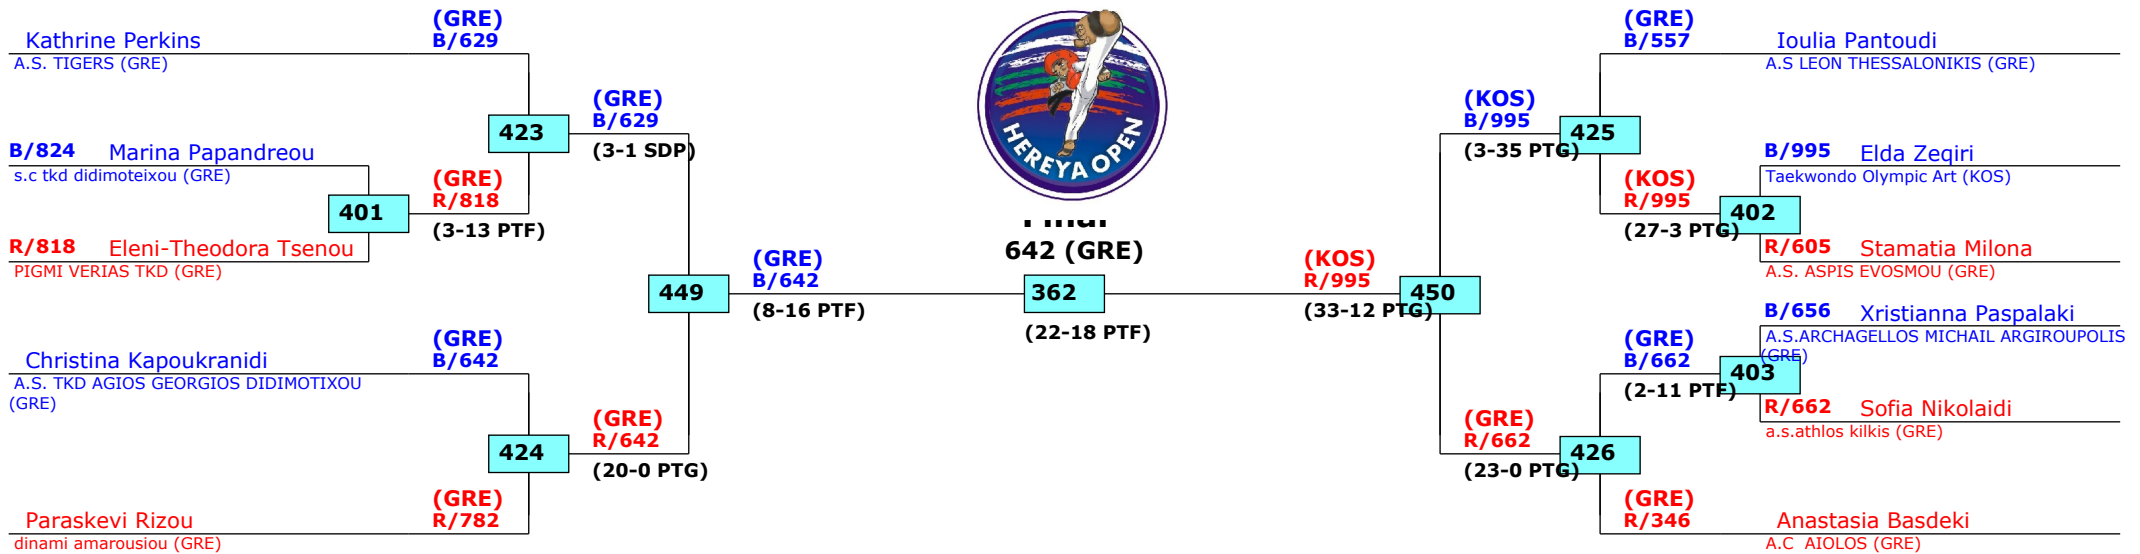 (GRE)
B/629
Kathrine Perkins
A.S. TIGERS (GRE)
(GRE)
B/629
423
(3-1 SDP)
B/824 Marina Papandreou
s.c tkd didimoteixou (GRE)
(GRE)
R/818
401
(3-13 PTF)
R/818 Eleni-Theodora Tsenou
PIGMI VERIAS TKD (GRE)
(GRE)
B/642
449
(8-16 PTF)
(GRE)
B/642
Christina Kapoukranidi
A.S. TKD AGIOS GEORGIOS DIDIMOTIXOU
(GRE)
(GRE)
R/642
424
(20-0 PTG)
(GRE)
R/782
Paraskevi Rizou
dinami amarousiou (GRE)
HEREYA OPEN
Final
642 (GRE)
362
(22-18 PTF)
(GRE)
B/557
Ioulia Pantoudi
A.S LEON THESSALONIKIS (GRE)
(KOS)
B/995
425
(3-35 PTG)
B/995 Elda Zeqiri
Taekwondo Olympic Art (KOS)
(KOS)
R/995
402
(27-3 PTG)
R/605 Stamatia Milona
A.S. ASPIS EVOSMOU (GRE)
(KOS)
R/995
450
(33-12 PTG)
B/656 Xristianna Paspalaki
A.S.ARCHAGELLOS MICHAIL ARGIROUPOLIS
(GRE)
(GRE)
B/662
403
(2-11 PTF)
R/662 Sofia Nikolaidi
a.s.athlos kilkis (GRE)
(GRE)
R/662
426
(23-0 PTG)
(GRE)
R/346
Anastasia Basdeki
A.C AIOLOS (GRE)